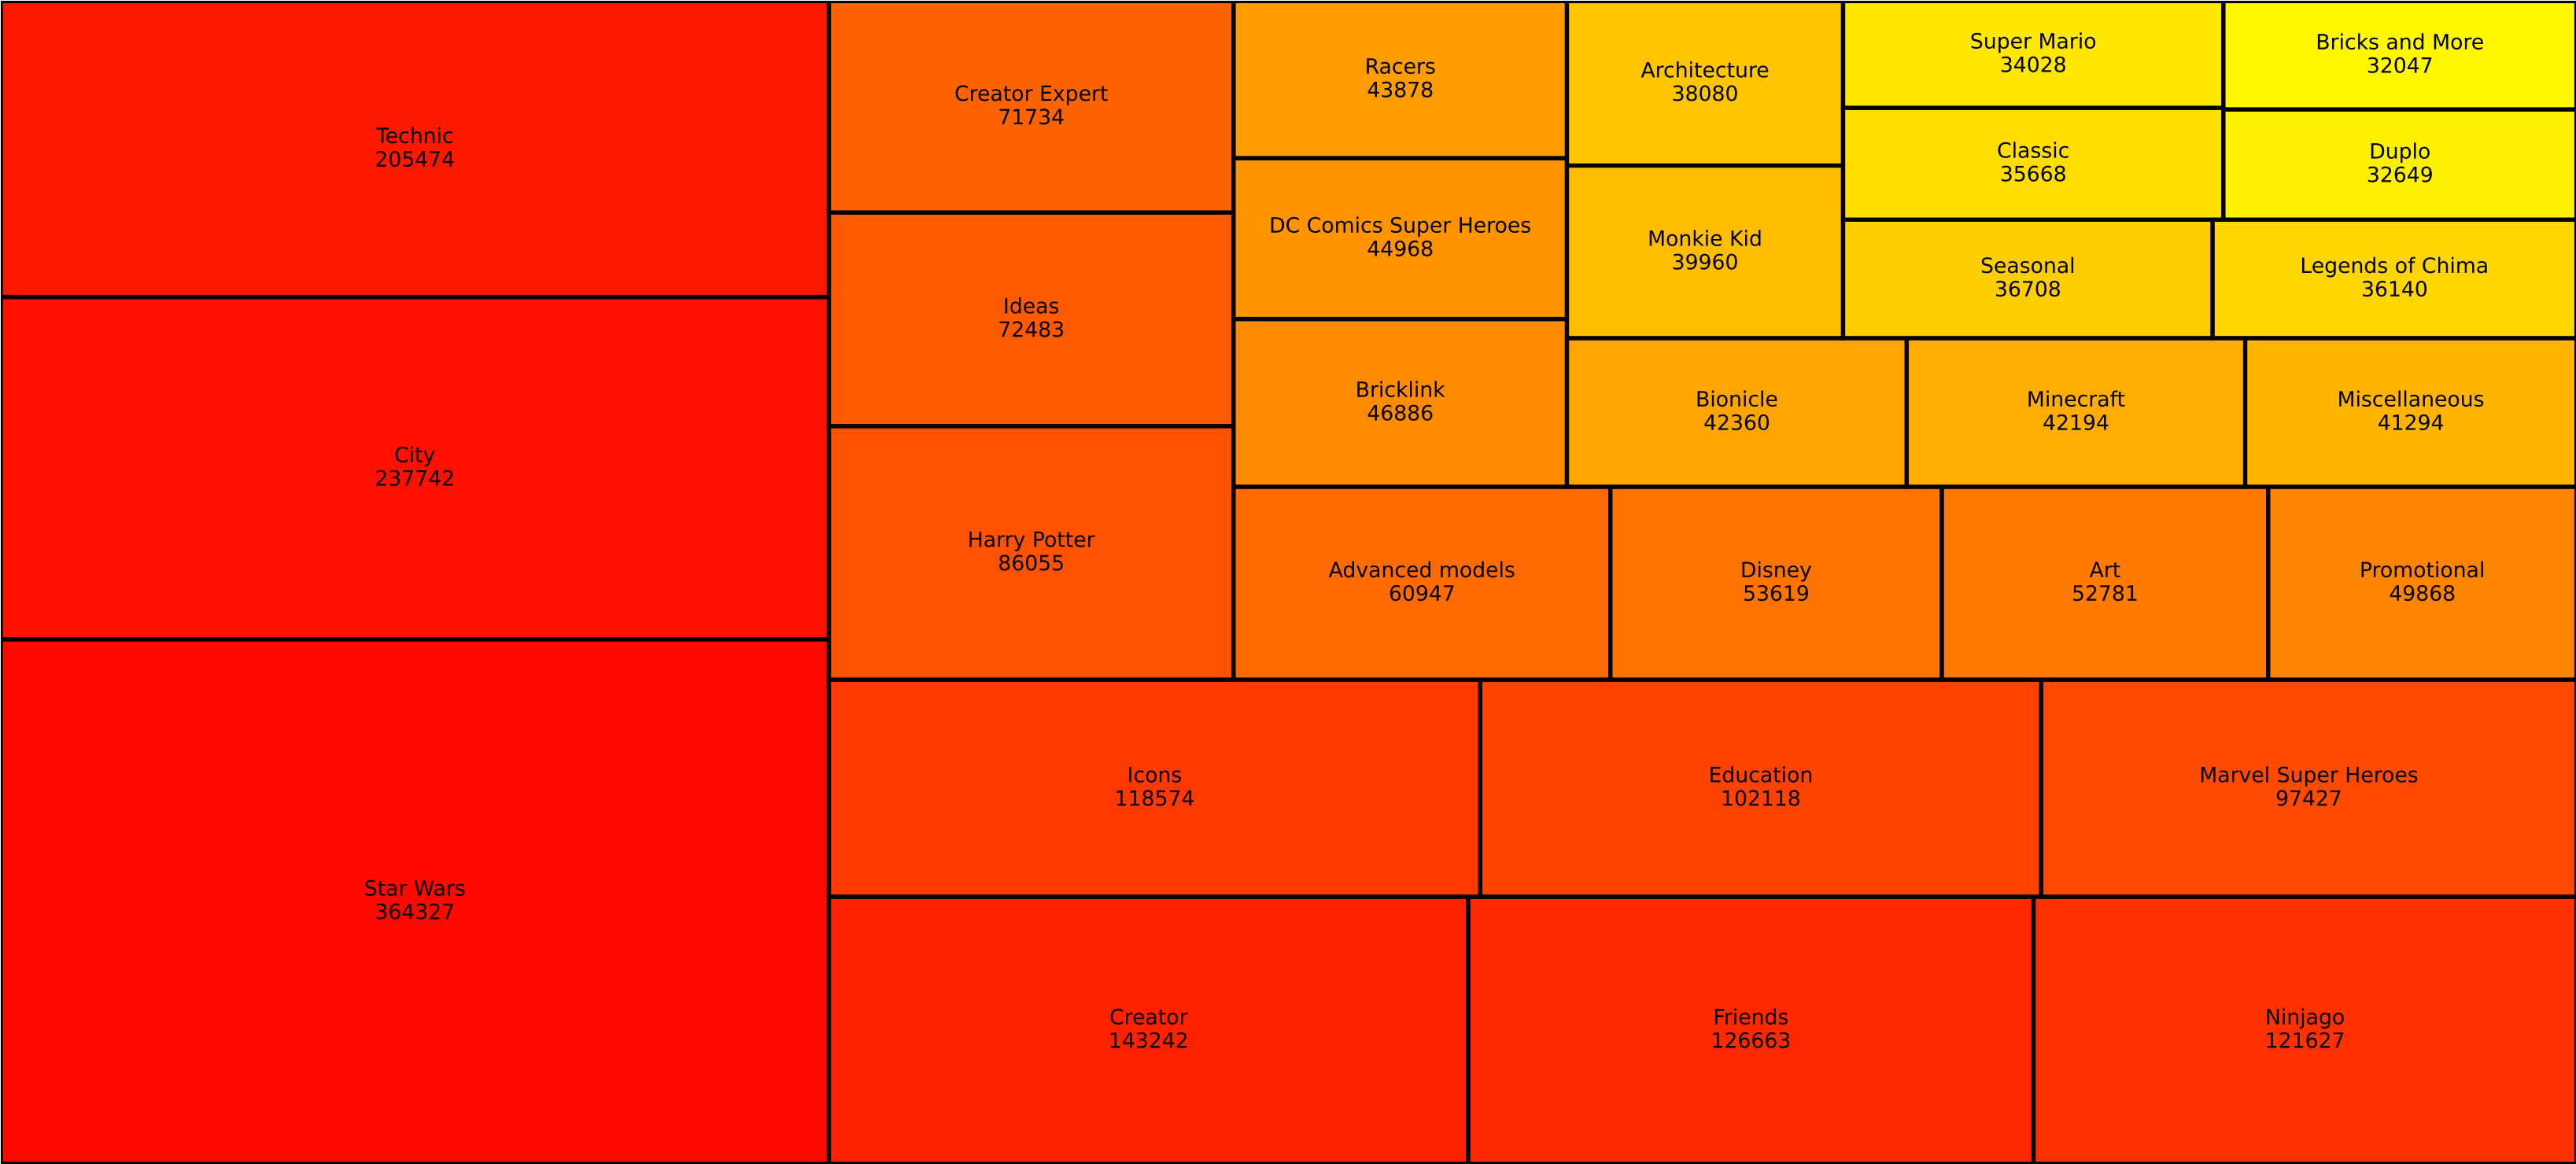 Technic
205474
City
237742
Star Wars
364327
Creator Expert
71734
Ideas
72483
Harry Potter
86055
Racers
43878
DC Comics Super Heroes
44968
Bricklink
46886
Architecture
38080
Monkie Kid
39960
Super Mario
34028
Bricks and More
32047
Classic
35668
Duplo
32649
Seasonal
36708
Legends of Chima
36140
Bionicle
42360
Minecraft
42194
Miscellaneous
41294
Advanced models
60947
Disney
53619
Art
52781
Promotional
49868
Icons
118574
Education
102118
Marvel Super Heroes
97427
Creator
143242
Friends
126663
Ninjago
121627